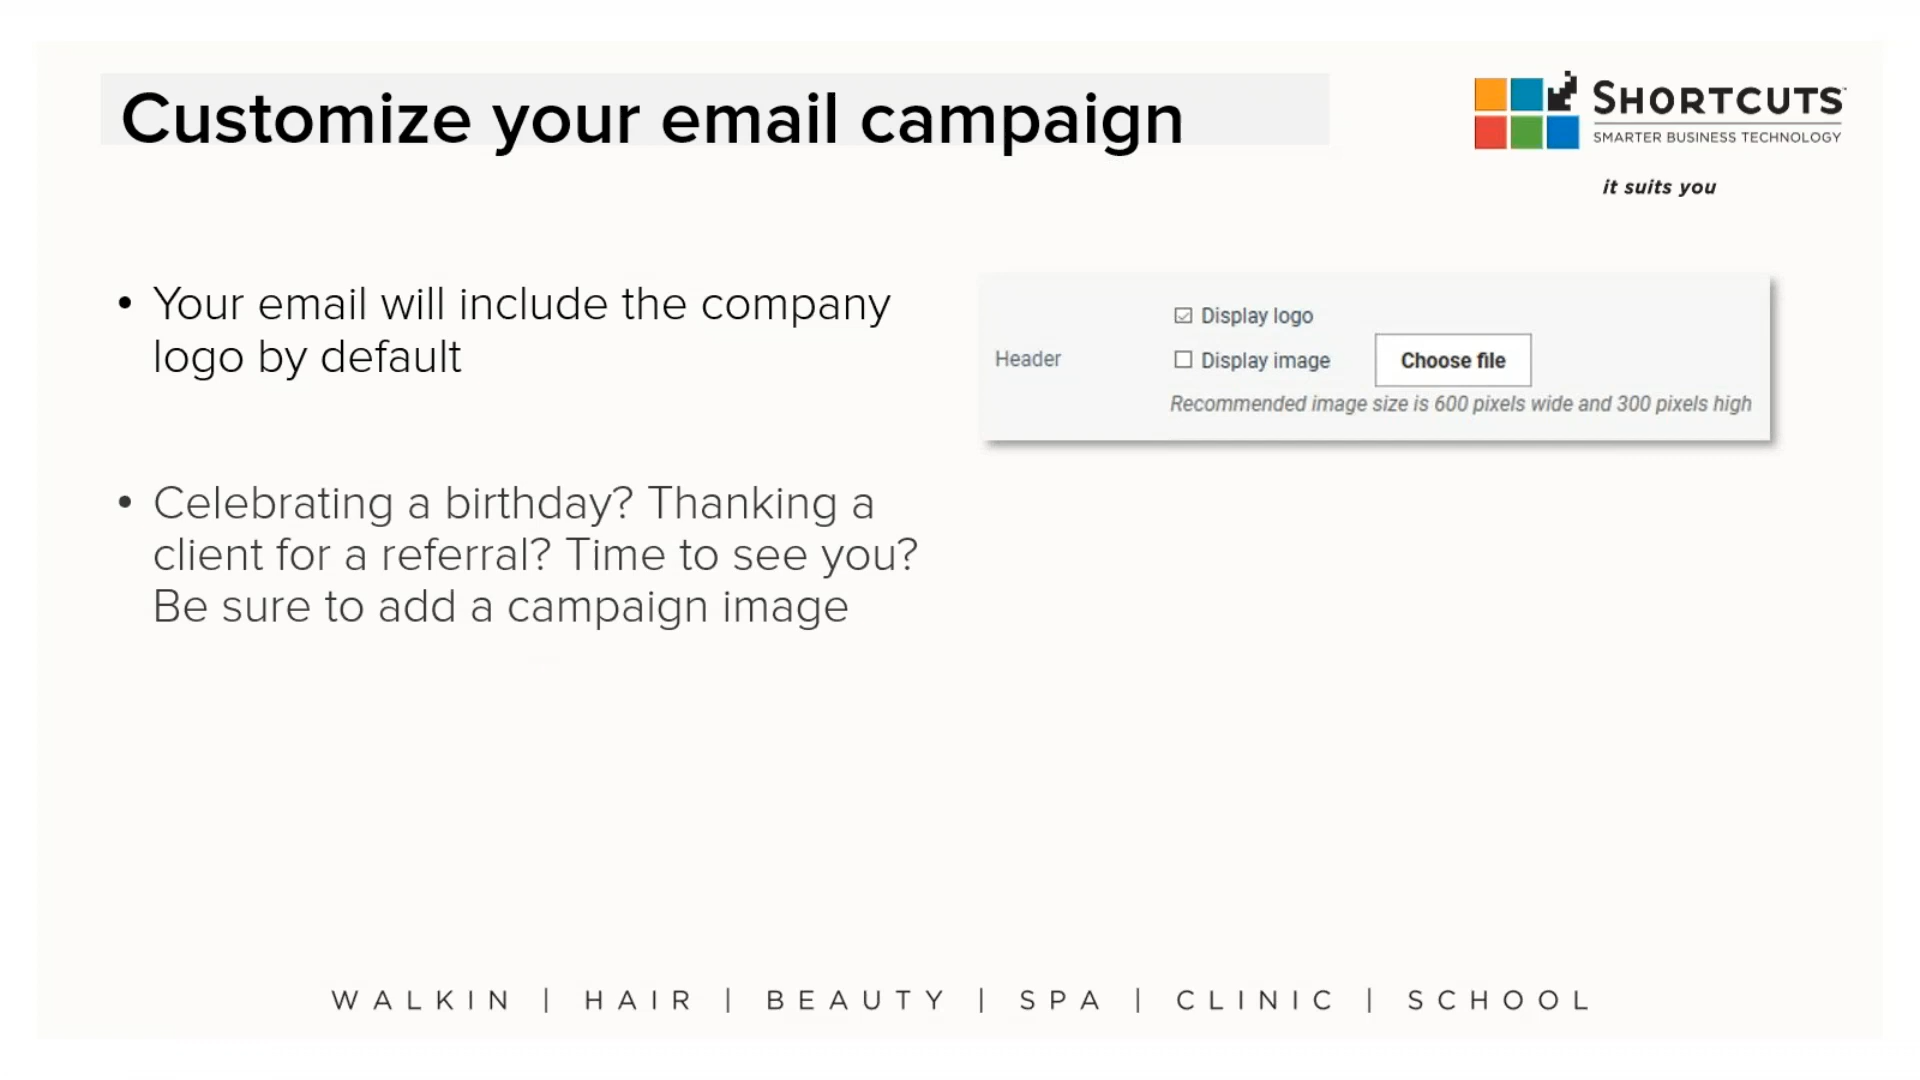 Customize your email campaign
SHORTCUTS
SMARTER BUSINESS TECHNOLOGY
it suits you
• Your email will include the company
logo by default
Display logo
Header
Display image
Choose file
Recommended image size is 600 pixels wide and 300 pixels high
• Celebrating a birthday? Thanking a
client for a referral? Time to see you?
Be sure to add a campaign image
WALKIN | HAIR | BEAUTY | SPA | CLINIC | SCHOOL